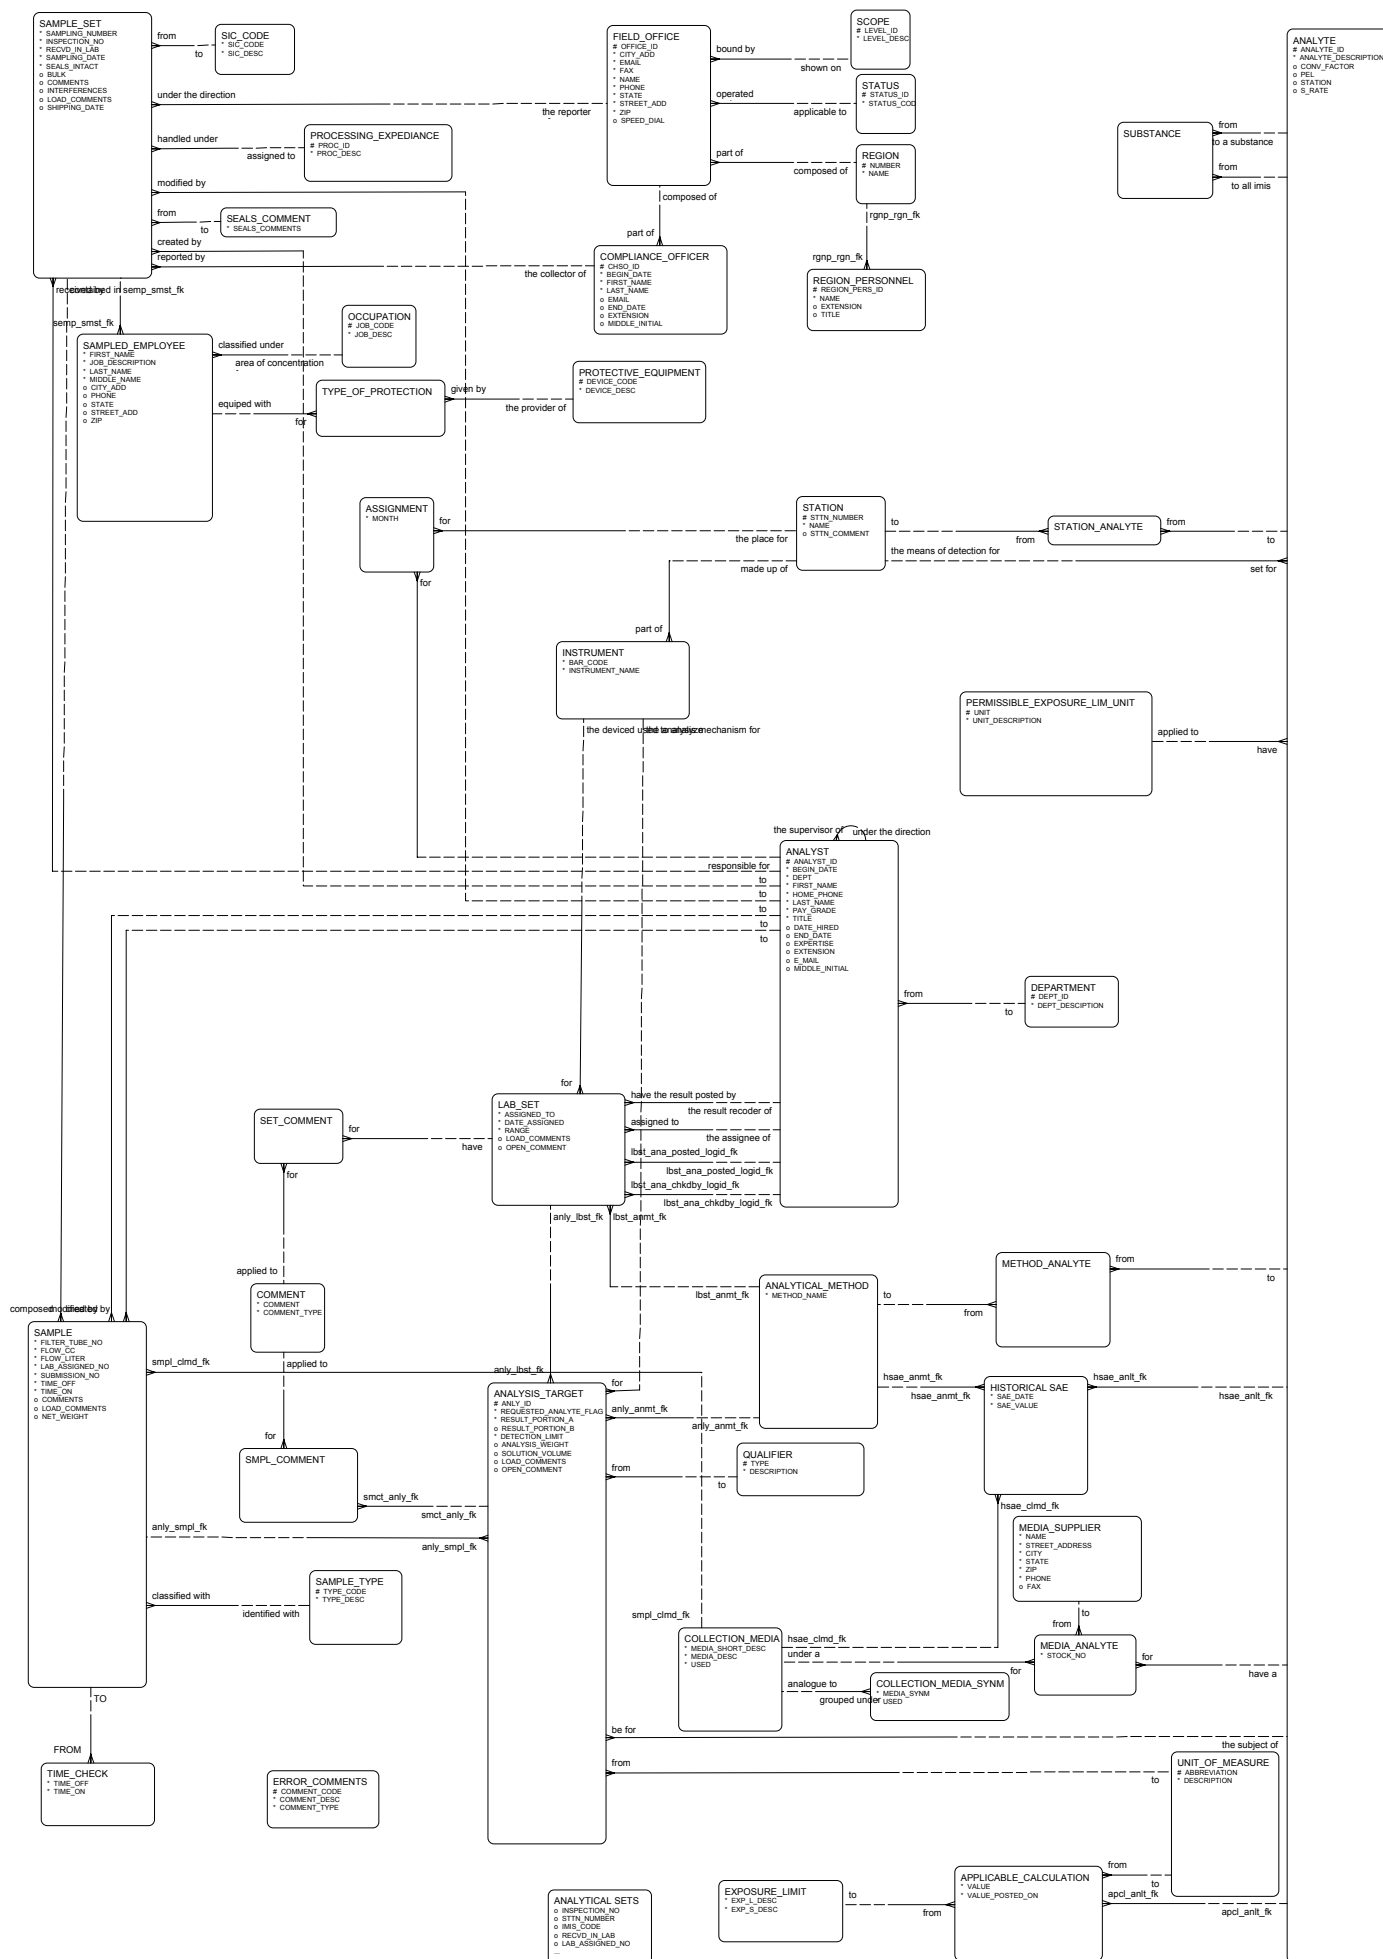 SAMPLE_SET
* SAMPLING_NUMBER
* INSPECTION_NO
* RECVD_IN_LAB
* SAMPLING_DATE
* SEALS_INTACT
o BULK
o COMMENTS
o INTERFERENCES
o LOAD_COMMENTS
o SHIPPING_DATE
from
to
SIC_CODE
* SIC_CODE
* SIC_DESC
under the direction
the reporter
handled under
assigned to
PROCESSING_EXPEDIANCE
# PROC_ID
* PROC_DESC
modified by
from
to
SEALS_COMMENT
* SEALS_COMMENTS
created by
reported by
the collector of
FIELD_OFFICE
# OFFICE_ID
* CITY_ADD
* EMAIL
* FAX
* NAME
* PHONE
* STATE
* STREET_ADD
* ZIP
o SPEED_DIAL
bound by
shown on
SCOPE
# LEVEL_ID
* LEVEL_DESC
operated
applicable to
STATUS
# STATUS_ID
* STATUS_COD
part of
composed of
REGION
# NUMBER
* NAME
rgnp_rgn_fk
rgnp_rgn_fk
REGION_PERSONNEL
# REGION_PERS_ID
* NAME
o EXTENSION
o TITLE
composed of
part of
COMPLIANCE_OFFICER
# CHSO_ID
* BEGIN_DATE
* FIRST_NAME
* LAST_NAME
o EMAIL
o END_DATE
o EXTENSION
o MIDDLE_INITIAL
ANALYTE
# ANALYTE_ID
* ANALYTE_DESCRIPTION
o CONV_FACTOR
o PEL
o STATION
o S_RATE
SUBSTANCE
from
to a substance
from
to all imis
semp_smst_fk
semp_smst_fk
SAMPLED_EMPLOYEE
* FIRST_NAME
* JOB_DESCRIPTION
* LAST_NAME
* MIDDLE_NAME
o CITY_ADD
o PHONE
o STATE
o STREET_ADD
o ZIP
classified under
area of concentration
OCCUPATION
# JOB_CODE
* JOB_DESC
equiped with
for
TYPE_OF_PROTECTION
given by
the provider of
PROTECTIVE_EQUIPMENT
# DEVICE_CODE
* DEVICE_DESC
ASSIGNMENT
* MONTH
for
the place for
for
STATION
# STTN_NUMBER
* NAME
o STTN_COMMENT
to
from
STATION_ANALYTE
from
to
made up of
the means of detection for
set for
part of
INSTRUMENT
* BAR_CODE
* INSTRUMENT_NAME
PERMISSIBLE_EXPOSURE_LIM_UNIT
# UNIT
* UNIT_DESCRIPTION
applied to
have
the supervisor of
under the direction
ANALYST
# ANALYST_ID
* BEGIN_DATE
* DEPT
* FIRST_NAME
* HOME_PHONE
* LAST_NAME
* PAY_GRADE
* TITLE
o DATE_HIRED
o END_DATE
o EXPERTISE
o EXTENSION
o E_MAIL
o MIDDLE_INITIAL
responsible for
to
to
to
to
to
from
to
DEPARTMENT
# DEPT_ID
* DEPT_DESCIPTION
for
LAB_SET
* ASSIGNED_TO
* DATE_ASSIGNED
* RANGE
o LOAD_COMMENTS
o OPEN_COMMENT
have the result posted by
the result recoder of
assigned to
the assignee of
lbst_ana_posted_logid_fk
lbst_ana_posted_logid_fk
lbst_ana_chkdby_logid_fk
lbst_ana_chkdby_logid_fk
SET_COMMENT
for
have
for
applied to
COMMENT
* COMMENT
* COMMENT_TYPE
applied to
for
SMPL_COMMENT
smct_anly_fk
smct_anly_fk
anly_lbst_fk
lbst_anmt_fk
lbst_anmt_fk
ANALYTICAL_METHOD
* METHOD_NAME
to
from
METHOD_ANALYTE
from
to
SAMPLE
* FILTER_TUBE_NO
* FLOW_CC
* FLOW_LITER
* LAB_ASSIGNED_NO
* SUBMISSION_NO
* TIME_OFF
* TIME_ON
o COMMENTS
o LOAD_COMMENTS
o NET_WEIGHT
smpl_clmd_fk
anly_lbst_fk
ANALYSIS_TARGET
# ANLY_ID
* REQUESTED_ANALYTE_FLAG
* RESULT_PORTION_A
o RESULT_PORTION_B
* DETECTION_LIMIT
o ANALYSIS_WEIGHT
o SOLUTION_VOLUME
o LOAD_COMMENTS
o OPEN_COMMENT
for
anly_anmt_fk
anly_anmt_fk
from
to
QUALIFIER
# TYPE
* DESCRIPTION
hsae_anmt_fk
hsae_anmt_fk
HISTORICAL SAE
* SAE_DATE
* SAE_VALUE
hsae_anlt_fk
hsae_anlt_fk
hsae_clmd_fk
anly_smpl_fk
anly_smpl_fk
classified with
identified with
SAMPLE_TYPE
# TYPE_CODE
* TYPE_DESC
MEDIA_SUPPLIER
* NAME
* STREET_ADDRESS
* CITY
* STATE
* ZIP
* PHONE
o FAX
to
from
smpl_clmd_fk
COLLECTION_MEDIA
* MEDIA_SHORT_DESC
* MEDIA_DESC
* USED
hsae_clmd_fk
under a
for
MEDIA_ANALYTE
* STOCK_NO
for
have a
analogue to
grouped under
COLLECTION_MEDIA_SYNM
* MEDIA_SYNM
USED
TO
FROM
TIME_CHECK
* TIME_OFF
* TIME_ON
ERROR_COMMENTS
# COMMENT_CODE
* COMMENT_DESC
* COMMENT_TYPE
be for
the subject of
from
to
UNIT_OF_MEASURE
# ABBREVIATION
* DESCRIPTION
ANALYTICAL SETS
o INSPECTION_NO
o STTN_NUMBER
o IMIS_CODE
o RECVD_IN_LAB
o LAB_ASSIGNED_NO
...
EXPOSURE_LIMIT
* EXP_L_DESC
* EXP_S_DESC
to
from
APPLICABLE_CALCULATION
* VALUE
* VALUE_POSTED_ON
from
to
apcl_anlt_fk
apcl_anlt_fk